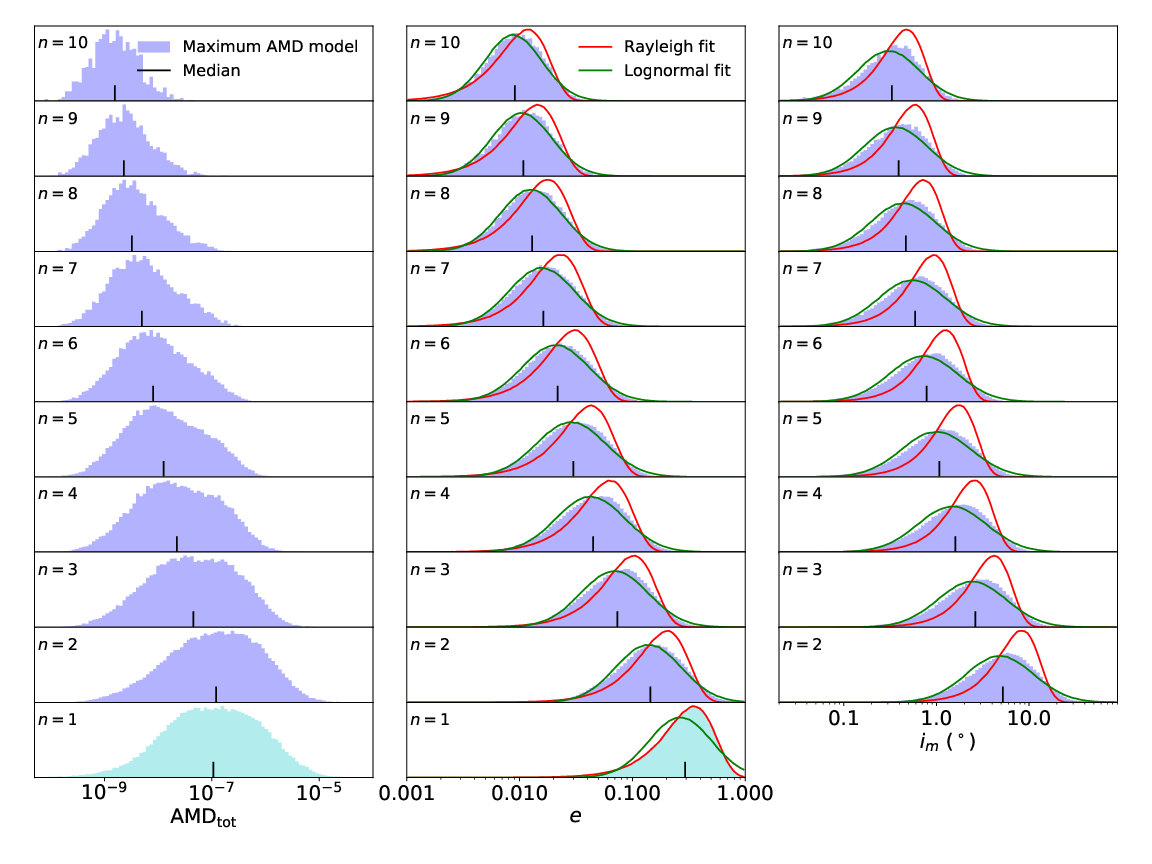 n = 10
Maximum AMD model
Median
n = 9
n = 8
n = 7
n = 6
n = 5
n = 4
n = 3
n = 2
n = 1
10⁻⁹ 10⁻⁷ 10⁻⁵
AMD_tot
n = 10
Rayleigh fit
Lognormal fit
n = 9
n = 8
n = 7
n = 6
n = 5
n = 4
n = 3
n = 2
n = 1
0.001 0.010 0.100 1.000
e
n = 10
n = 9
n = 8
n = 7
n = 6
n = 5
n = 4
n = 3
n = 2
0.1 1.0 10.0
i_m (°)